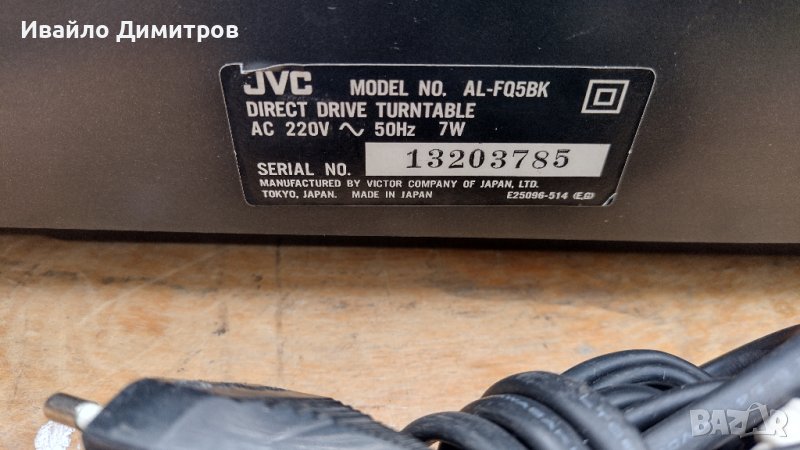 Ивайло Димитров
JVC MODEL NO. AL-FQ5BK
DIRECT DRIVE TURNTABLE
AC 220V ~ 50Hz 7W
SERIAL NO. 13203785
MANUFACTURED BY VICTOR COMPANY OF JAPAN, LTD.
TOKYO, JAPAN. MADE IN JAPAN E25096-514 (E,G)
BAZAR